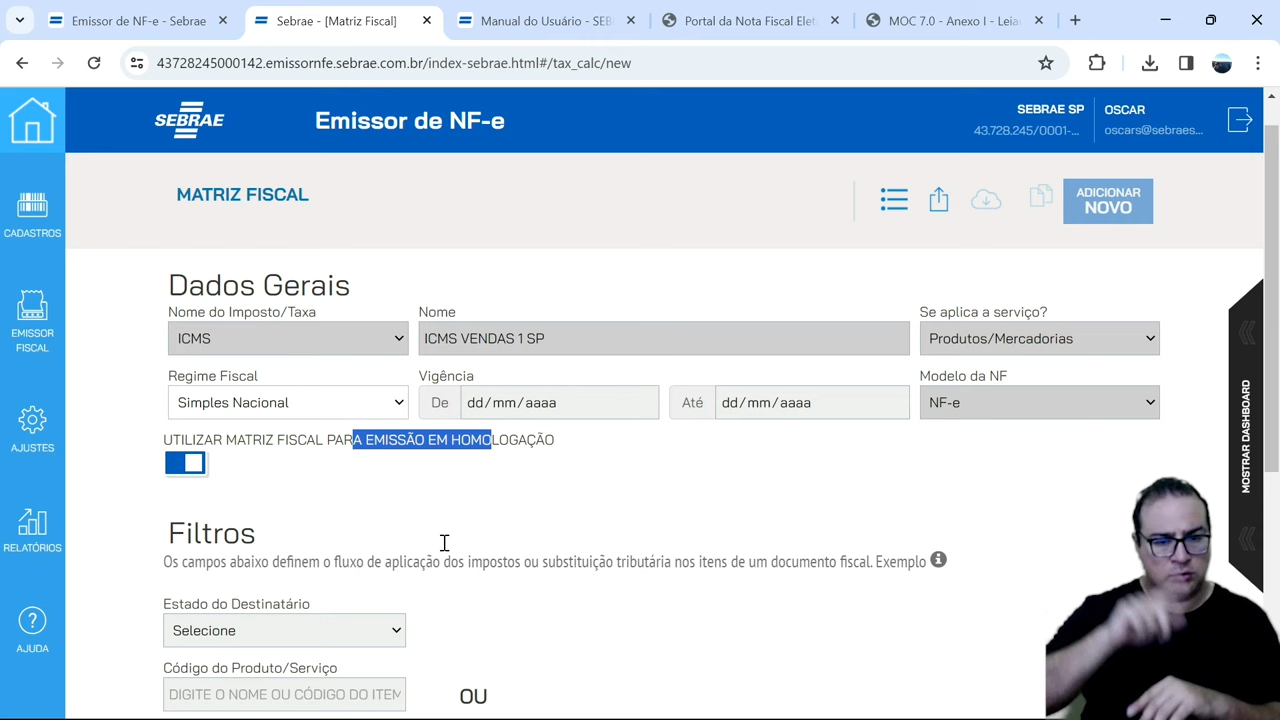 Emissor de NF-e - Sebrae
Sebrae - [Matriz Fiscal]
Manual do Usuário - SEB
Portal da Nota Fiscal Elet
MOC 7.0 - Anexo I - Leia
43728245000142.emissornfe.sebrae.com.br/index-sebrae.html#/tax_calc/new
SEBRAE
Emissor de NF-e
SEBRAE SP
43.728.245/0001-...
OSCAR
oscars@sebraes...
CADASTROS
EMISSOR
FISCAL
AJUSTES
RELATÓRIOS
AJUDA
MATRIZ FISCAL
ADICIONAR
NOVO
Dados Gerais
Nome do Imposto/Taxa
Nome
Se aplica a serviço?
ICMS
ICMS VENDAS 1 SP
Produtos/Mercadorias
Regime Fiscal
Vigência
Modelo da NF
Simples Nacional
De
dd/mm/aaaa
Até
dd/mm/aaaa
NF-e
UTILIZAR MATRIZ FISCAL PARA EMISSÃO EM HOMOLOGAÇÃO
MOSTRAR DASHBOARD
Filtros
Os campos abaixo definem o fluxo de aplicação dos impostos ou substituição tributária nos itens de um documento fiscal. Exemplo
Estado do Destinatário
Selecione
Código do Produto/Serviço
DIGITE O NOME OU CÓDIGO DO ITEM
OU